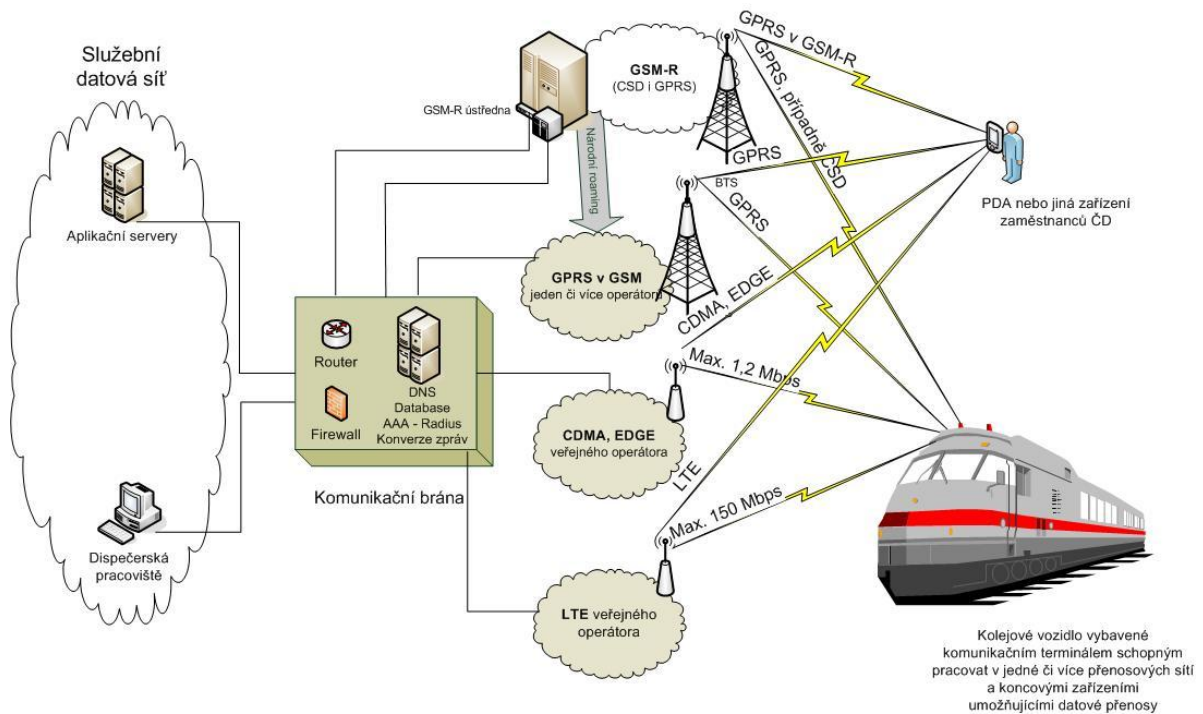 Služební
datová síť
Aplikační servery
Dispečerská
pracoviště
GSM-R ústředna
GSM-R
(CSD i GPRS)
Národní roaming
GPRS v GSM
jeden či více operátorů
Router
Firewall
DNS
Database
AAA - Radius
Konverze zpráv
Komunikační brána
CDMA, EDGE
veřejného operátora
LTE veřejného
operátora
BTS
GPRS v GSM-R
GPRS, případně CSD
GPRS
GPRS
CDMA, EDGE
Max. 1,2 Mbps
LTE
Max. 150 Mbps
PDA nebo jiná zařízení
zaměstnanců ČD
Kolejové vozidlo vybavené
komunikačním terminálem schopným
pracovat v jedné či více přenosových sítí
a koncovými zařízeními
umožňujícími datové přenosy